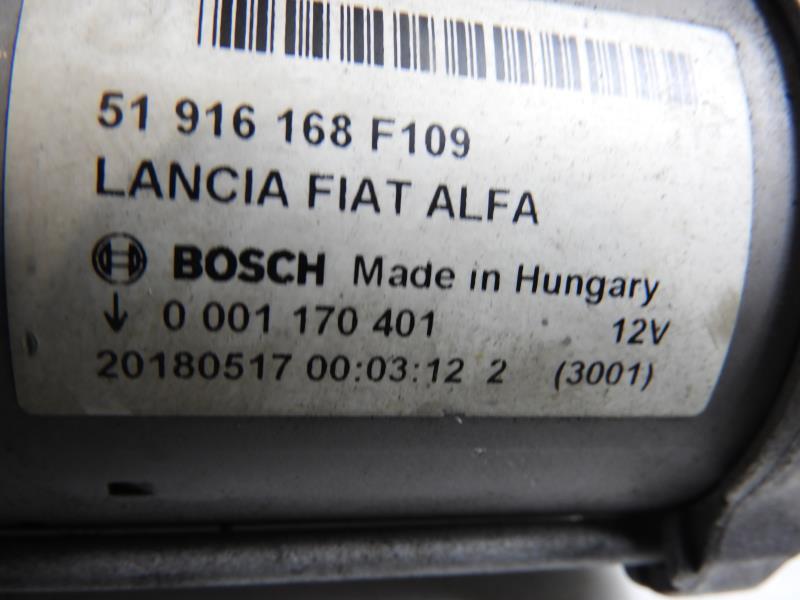 51 916 168 F109
LANCIA FIAT ALFA
BOSCH Made in Hungary
0 001 170 401 12V
20180517 00:03:12 2 (3001)